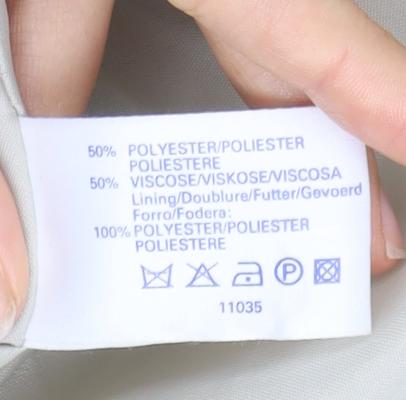 50% POLYESTER/POLIESTER
POLIESTERE
50% VISCOSE/VISKOSE/VISCOSA
Lining/Doublure/Futter/Gevoerd
Forro/Fodera:
100% POLYESTER/POLIESTER
POLIESTERE
P
11035